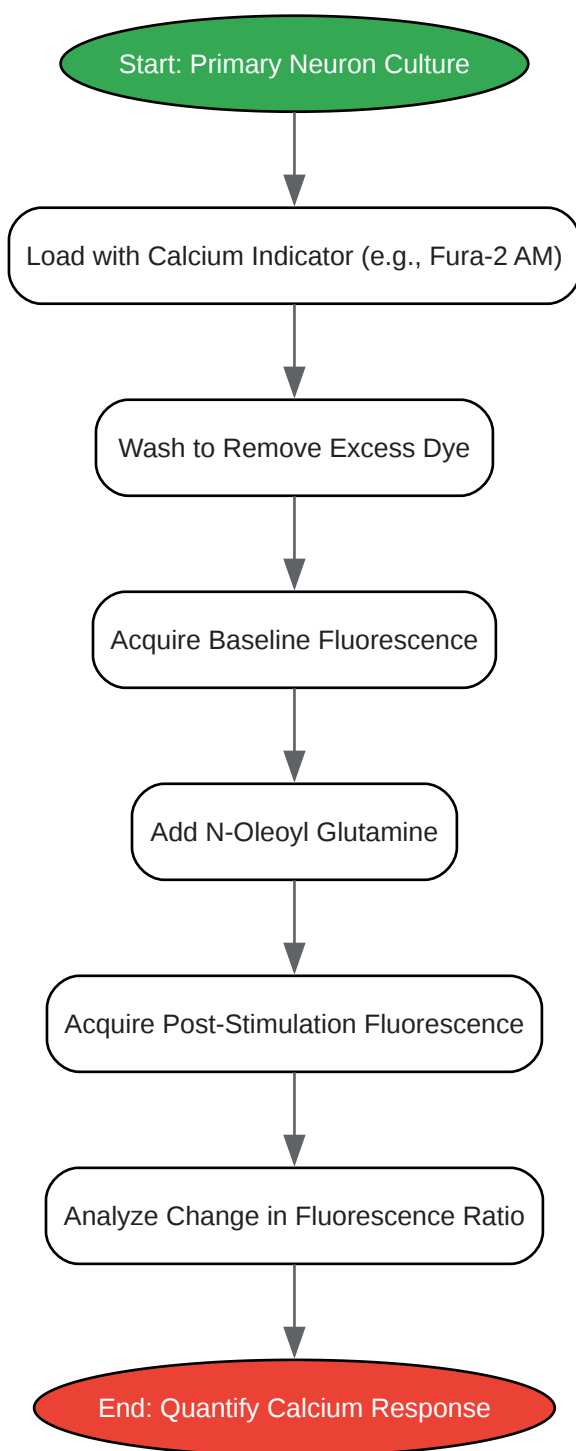 Start: Primary Neuron Culture
Load with Calcium Indicator (e.g., Fura-2 AM)
Wash to Remove Excess Dye
Acquire Baseline Fluorescence
Add N-Oleoyl Glutamine
Acquire Post-Stimulation Fluorescence
Analyze Change in Fluorescence Ratio
End: Quantify Calcium Response